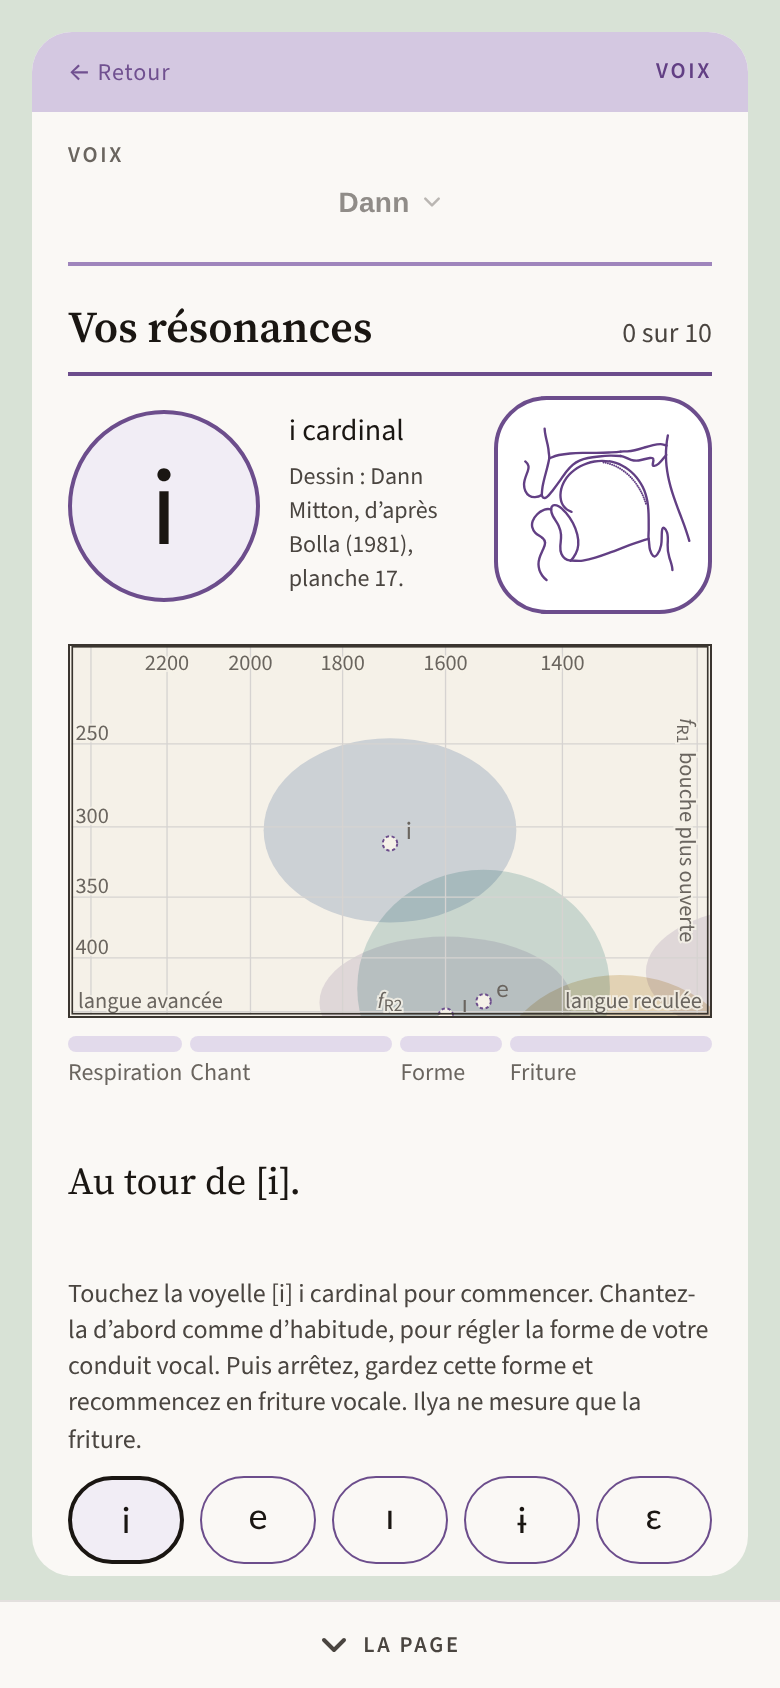 ← Retour
VOIX
VOIX
Dann
Vos résonances
0 sur 10
i
i cardinal
Dessin : Dann
Mitton, d’après
Bolla (1981),
planche 17.
2200 2000 1800 1600 1400
250
300
350
400
fR1 bouche plus ouverte
i
e
ɪ
langue avancée
fR2
langue reculée
Respiration Chant Forme Friture
Au tour de [i].
Touchez la voyelle [i] i cardinal pour commencer. Chantez-
la d’abord comme d’habitude, pour régler la forme de votre
conduit vocal. Puis arrêtez, gardez cette forme et
recommencez en friture vocale. Ilya ne mesure que la
friture.
i e ɪ ɨ ɛ
LA PAGE